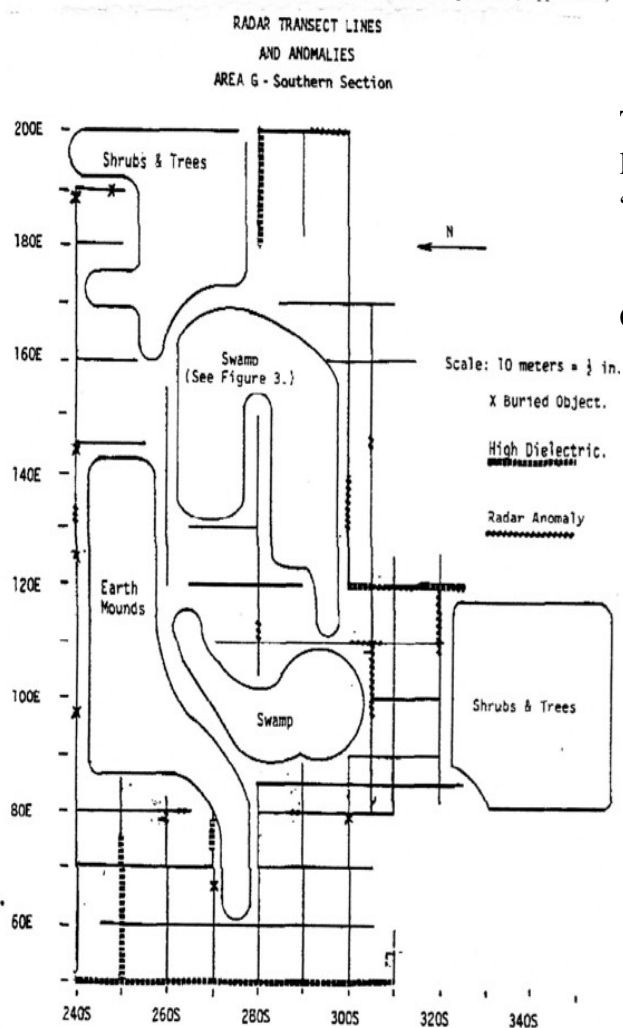 RADAR TRANSECT LINES
AND ANOMALIES
AREA G - Southern Section
200E
Shrubs & Trees
180E
N
160E
Swamp
(See Figure 3.)
Scale: 10 meters = ½ in.
X Buried Object.
High Dielectric.
140E
Radar Anomaly
120E
Earth
Mounds
100E
Swamp
Shrubs & Trees
80E
60E
240S 260S 280S 300S 320S 340S